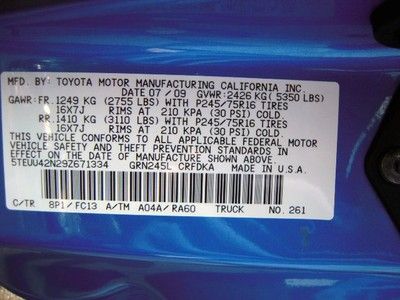 MFD. BY: TOYOTA MOTOR MANUFACTURING CALIFORNIA INC.
DATE 07 / 09 GVWR:2426 KG( 5350 LBS)
GAWR:FR.1249 KG (2755 LBS) WITH P245/75R16 TIRES
16X7J RIMS AT 210 KPA (30 PSI) COLD
RR.1410 KG (3110 LBS) WITH P245/75R16 TIRES
16X7J RIMS AT 210 KPA (30 PSI) COLD
THIS VEHICLE CONFORMS TO ALL APPLICABLE FEDERAL MOTOR
VEHICLE SAFETY AND THEFT PREVENTION STANDARDS IN
EFFECT ON THE DATE OF MANUFACTURE SHOWN ABOVE.
5TEUU42N29Z671334 GRN245L CRFDKA MADE IN U.S.A.
C/TR 8P1/FC13 A/TM A04A/RA60 TRUCK NO. 261